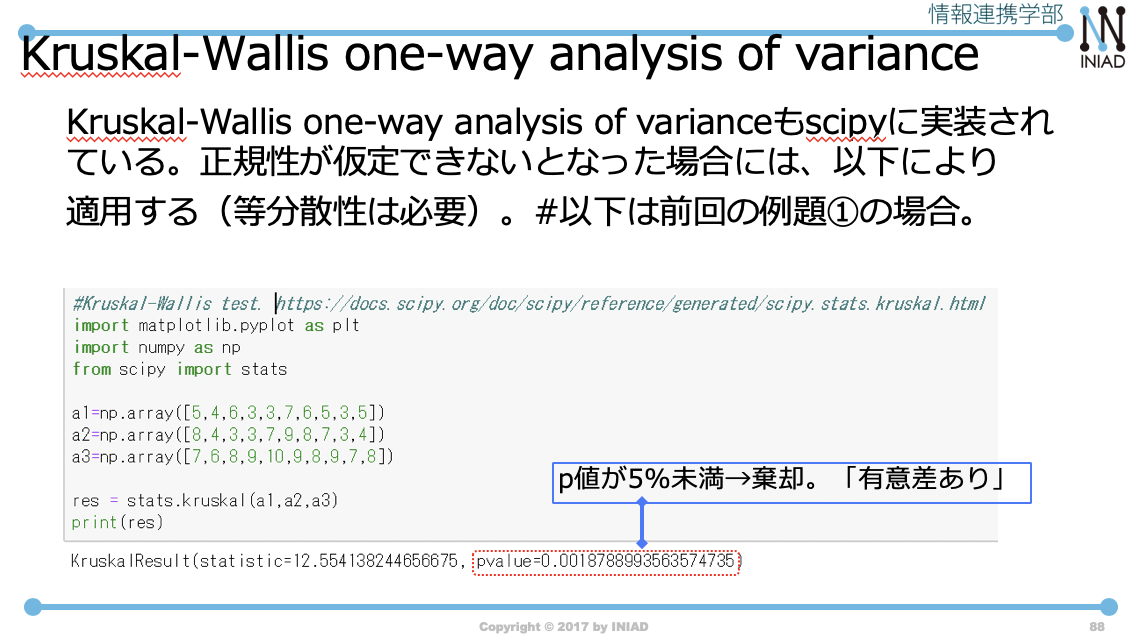 情報連携学部
INIAD
Kruskal-Wallis one-way analysis of variance
Kruskal-Wallis one-way analysis of varianceもscipyに実装され
ている。正規性が仮定できないとなった場合には、以下により
適用する（等分散性は必要）。#以下は前回の例題①の場合。
#Kruskal-Wallis test. https://docs.scipy.org/doc/scipy/reference/generated/scipy.stats.kruskal.html
import matplotlib.pyplot as plt
import numpy as np
from scipy import stats
a1=np.array([5,4,6,3,3,7,6,5,3,5])
a2=np.array([8,4,3,3,7,9,8,7,3,4])
a3=np.array([7,6,8,9,10,9,8,9,7,8])
p値が5%未満→棄却。「有意差あり」
res = stats.kruskal(a1,a2,a3)
print(res)
KruskalResult(statistic=12.554138244656675, pvalue=0.0018788993563574735)
Copyright © 2017 by INIAD
88